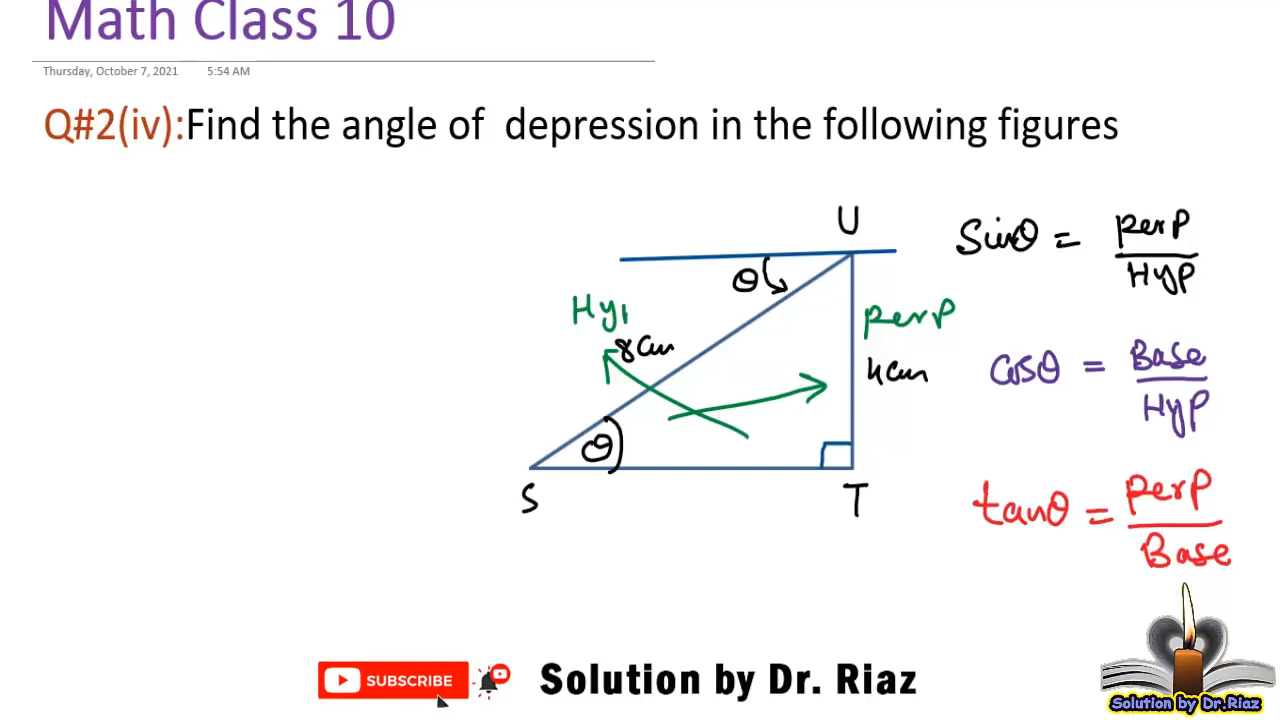 Math Class 10
Thursday, October 7, 2021 5:54 AM
Q#2(iv):Find the angle of depression in the following figures
U
Sinθ = perp
Hyp
θ
Hyp
perp
8cm
4cm
cosθ = Base
Hyp
θ
S
T
tanθ = perp
Base
SUBSCRIBE
Solution by Dr. Riaz
Solution by Dr.Riaz